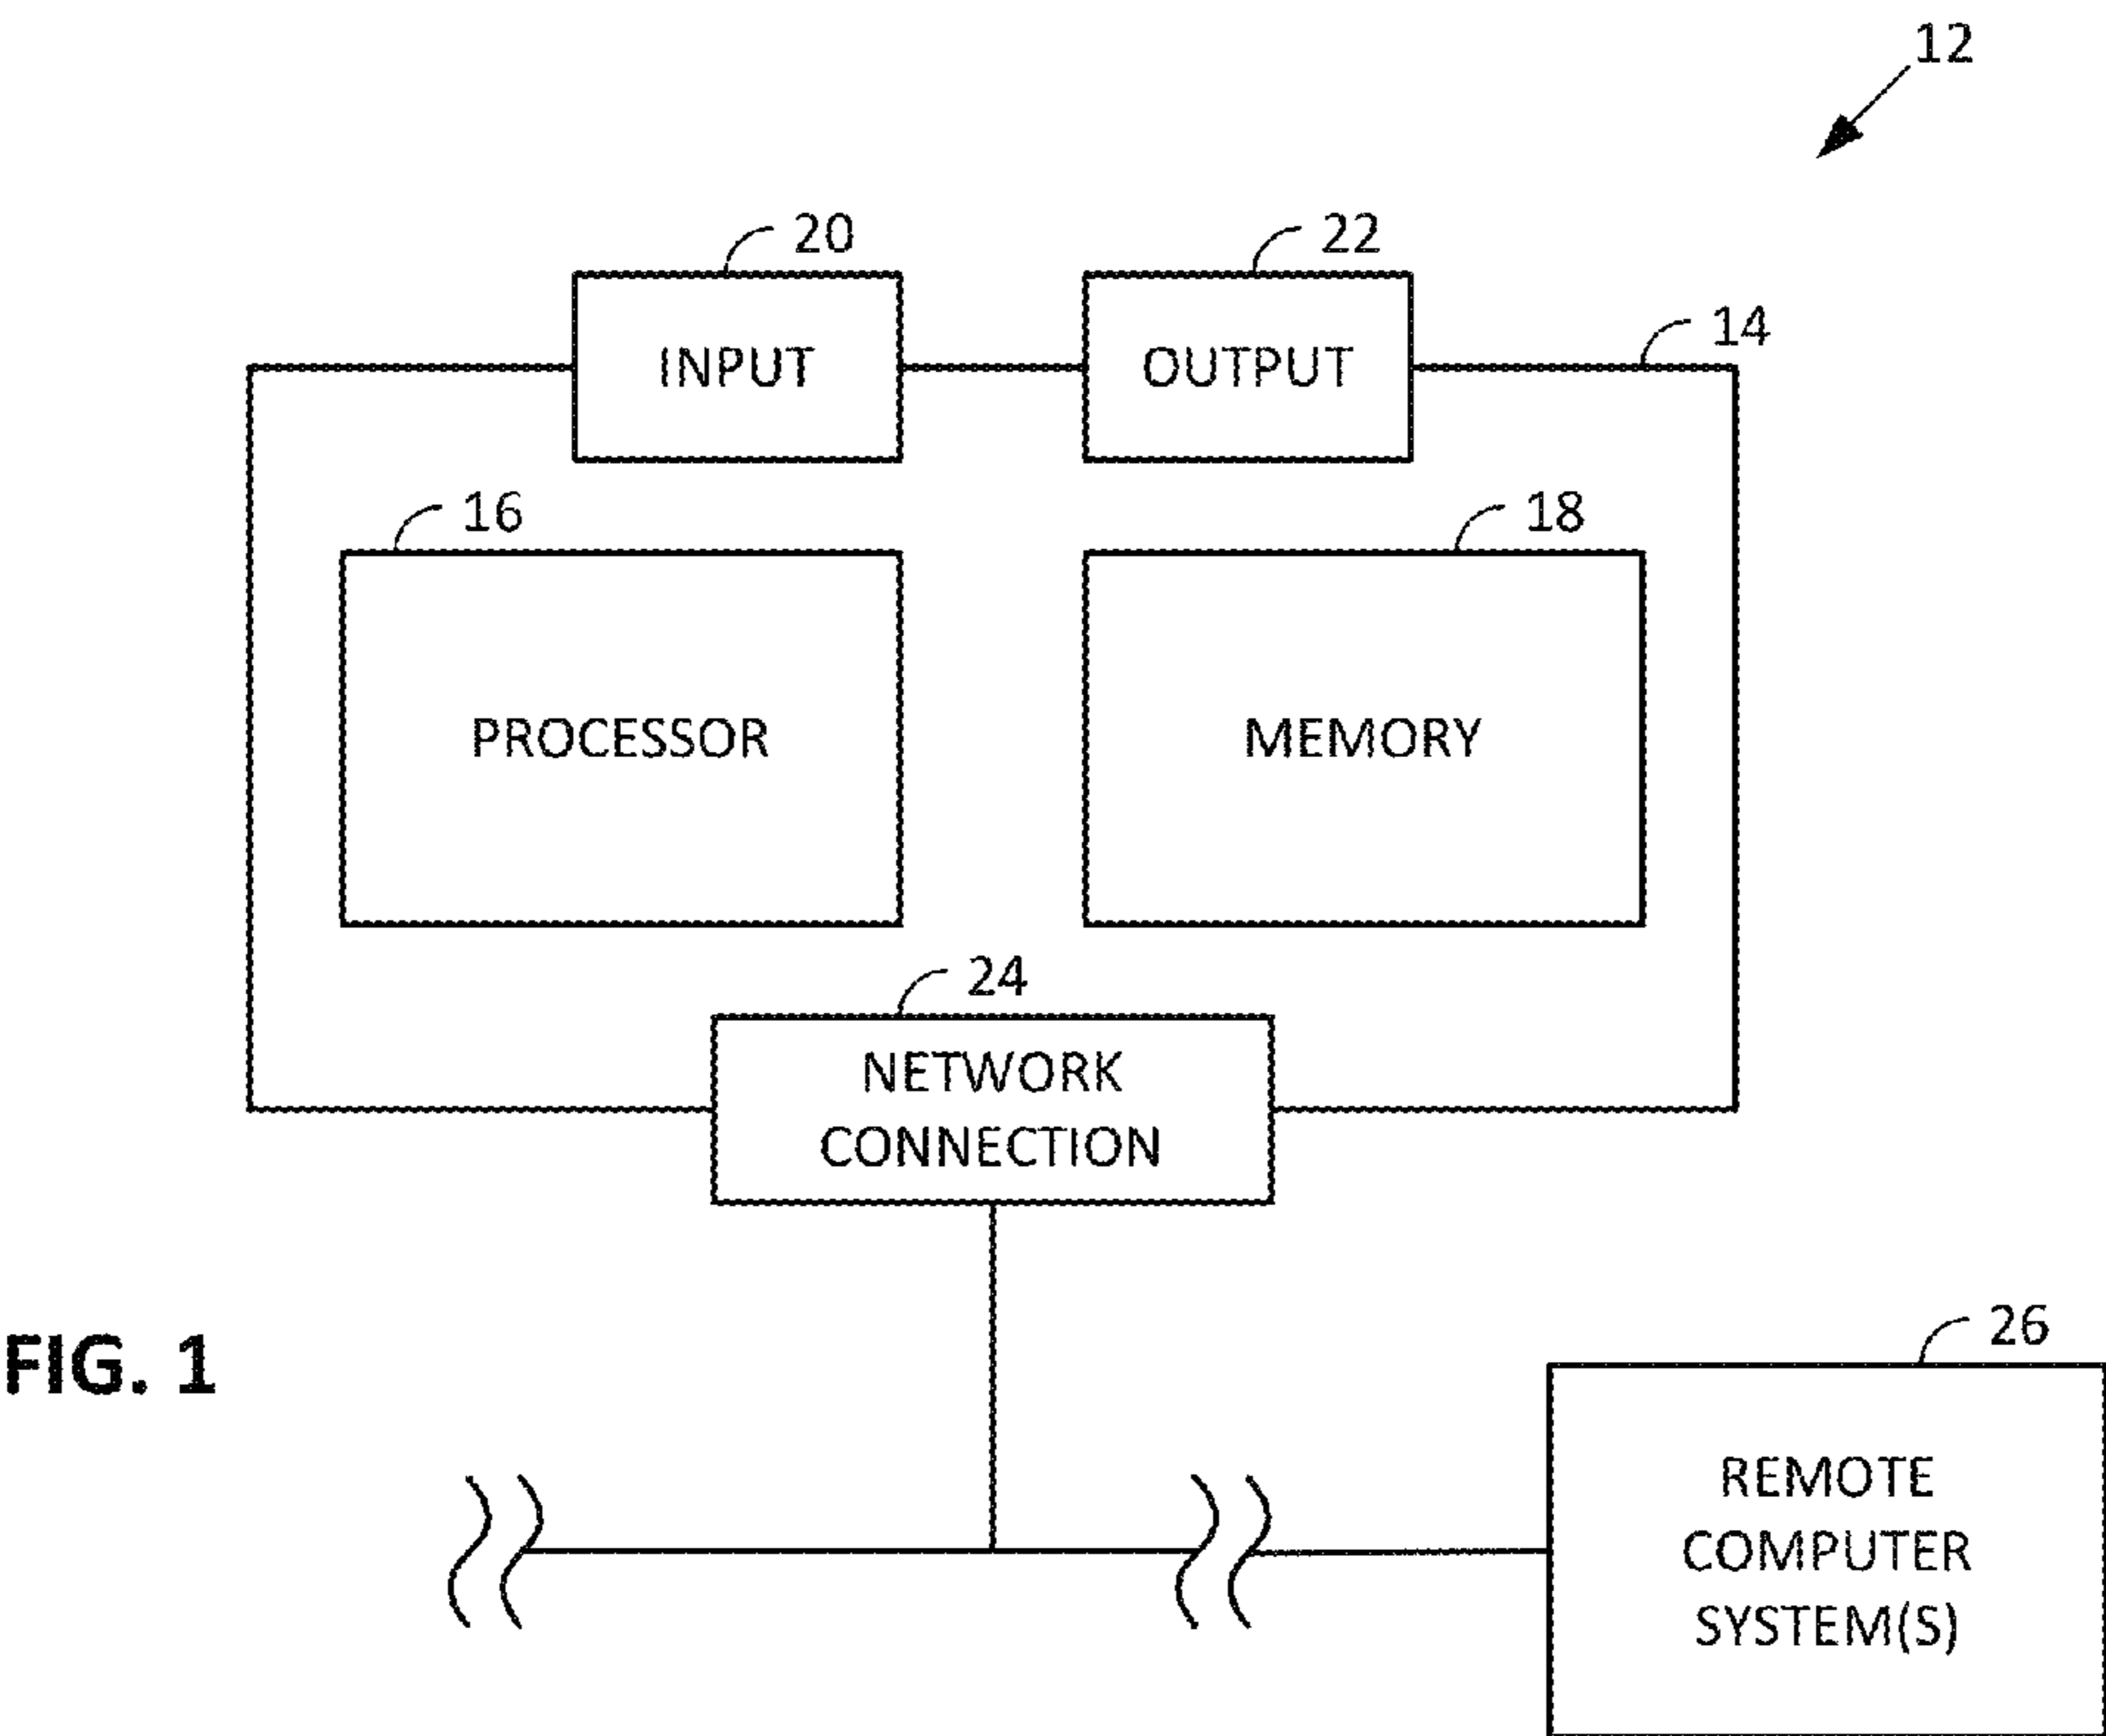 12
20
22
INPUT
OUTPUT
14
16
18
PROCESSOR
MEMORY
24
NETWORK
CONNECTION
26
FIG. 1
REMOTE
COMPUTER
SYSTEM(S)